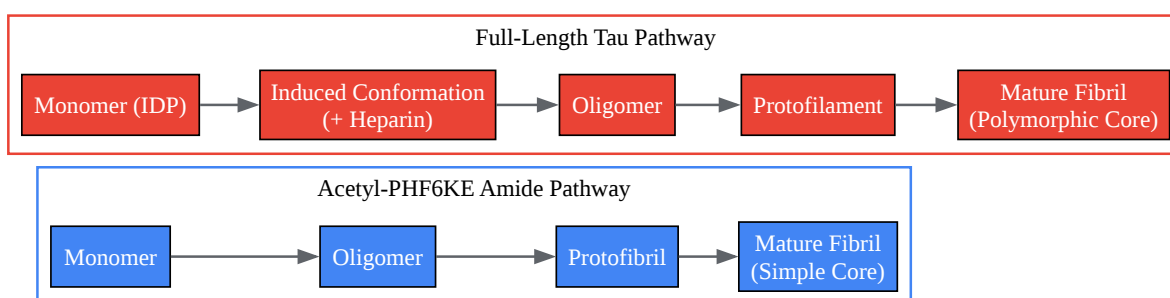 Full-Length Tau Pathway
Monomer (IDP)
Induced Conformation
(+ Heparin)
Oligomer
Protofilament
Mature Fibril
(Polymorphic Core)
Acetyl-PHF6KE Amide Pathway
Monomer
Oligomer
Protofibril
Mature Fibril
(Simple Core)